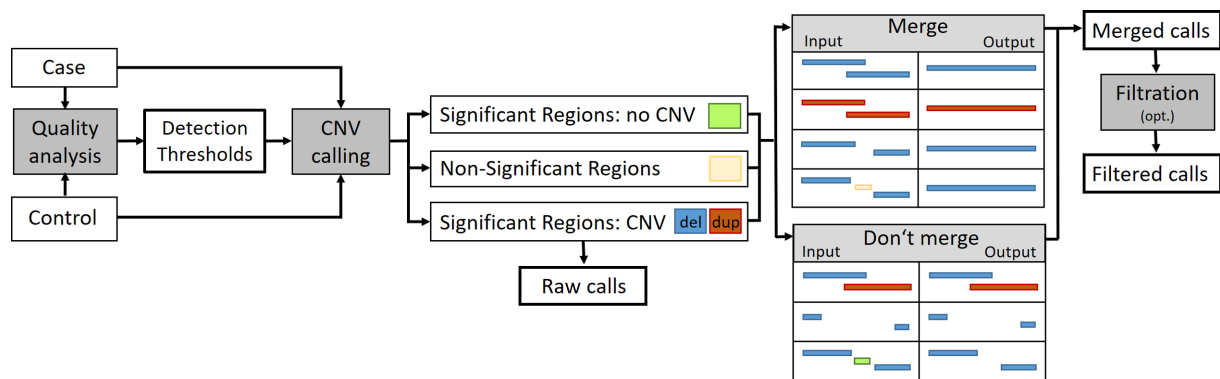 Case
Quality
analysis
Control
Detection
Thresholds
CNV
calling
Significant Regions: no CNV
Non-Significant Regions
Significant Regions: CNV
del
dup
Raw calls
Merge
Input
Output
Don‘t merge
Input
Output
Merged calls
Filtration
(opt.)
Filtered calls